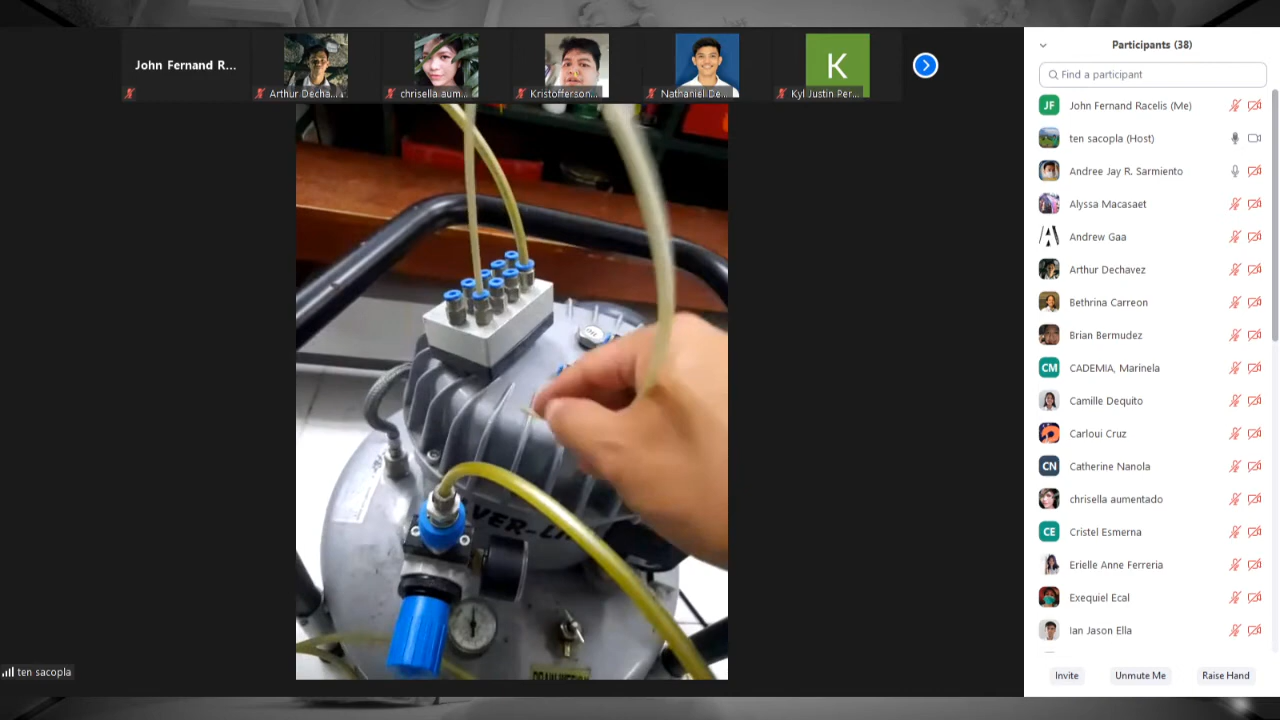 John Fernand R...
Arthur Decha...
chrisella aum...
Kristofferson...
Nathaniel De...
K
Kyl Justin Per...
Participants (38)
Find a participant
JF John Fernand Racelis (Me)
ten sacopla (Host)
Andree Jay R. Sarmiento
Alyssa Macasaet
Andrew Gaa
Arthur Dechavez
Bethrina Carreon
Brian Bermudez
CM CADEMIA, Marinela
Camille Dequito
Carloui Cruz
CN Catherine Nanola
chrisella aumentado
CE Cristel Esmerna
Erielle Anne Ferreria
Exequiel Ecal
Ian Jason Ella
ten sacopla
Invite
Unmute Me
Raise Hand